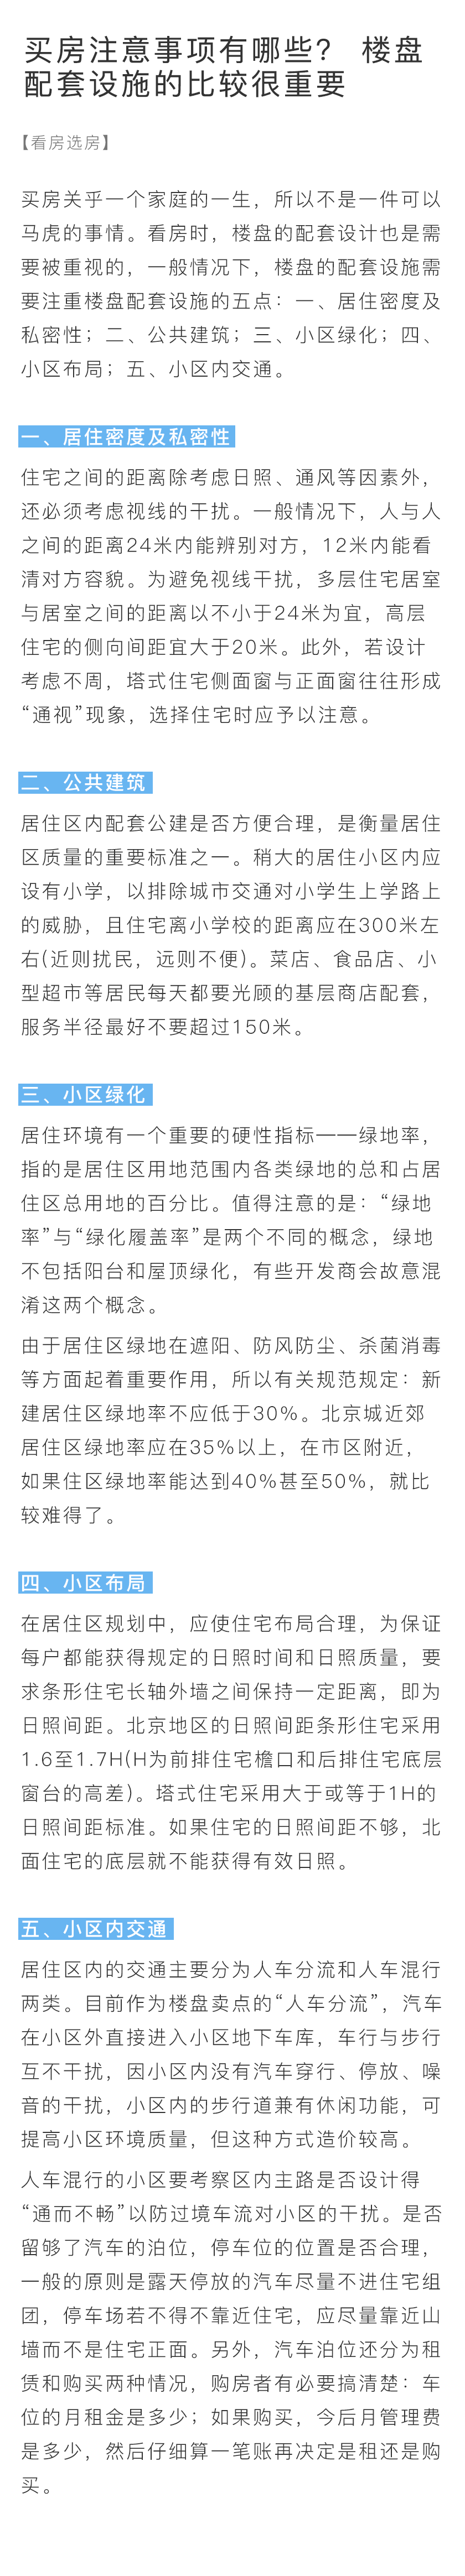 买房注意事项有哪些? 楼盘
配套设施的比较很重要
【看房选房】
买房关乎一个家庭的一生，所以不是一件可以
马虎的事情。看房时，楼盘的配套设计也是需
要被重视的，一般情况下，楼盘的配套设施需
要注重楼盘配套设施的五点：一、居住密度及
私密性；二、公共建筑；三、小区绿化；四、
小区布局；五、小区内交通。
一、居住密度及私密性
住宅之间的距离除考虑日照、通风等因素外，
还必须考虑视线的干扰。一般情况下，人与人
之间的距离24米内能辨别对方，12米内能看
清对方容貌。为避免视线干扰，多层住宅居室
与居室之间的距离以不小于24米为宜，高层
住宅的侧向间距宜大于20米。此外，若设计
考虑不周，塔式住宅侧面窗与正面窗往往形成
“通视”现象，选择住宅时应予以注意。
二、公共建筑
居住区内配套公建是否方便合理，是衡量居住
区质量的重要标准之一。稍大的居住小区内应
设有小学，以排除城市交通对小学生上学路上
的威胁，且住宅离小学校的距离应在300米左
右(近则扰民，远则不便)。菜店、食品店、小
型超市等居民每天都要光顾的基层商店配套，
服务半径最好不要超过150米。
三、小区绿化
居住环境有一个重要的硬性指标——绿地率，
指的是居住区用地范围内各类绿地的总和占居
住区总用地的百分比。值得注意的是：“绿地
率”与“绿化履盖率”是两个不同的概念，绿地
不包括阳台和屋顶绿化，有些开发商会故意混
淆这两个概念。
由于居住区绿地在遮阳、防风防尘、杀菌消毒
等方面起着重要作用，所以有关规范规定：新
建居住区绿地率不应低于30%。北京城近郊
居住区绿地率应在35%以上，在市区附近，
如果住区绿地率能达到40%甚至50%，就比
较难得了。
四、小区布局
在居住区规划中，应使住宅布局合理，为保证
每户都能获得规定的日照时间和日照质量，要
求条形住宅长轴外墙之间保持一定距离，即为
日照间距。北京地区的日照间距条形住宅采用
1.6至1.7H(H为前排住宅檐口和后排住宅底层
窗台的高差)。塔式住宅采用大于或等于1H的
日照间距标准。如果住宅的日照间距不够，北
面住宅的底层就不能获得有效日照。
五、小区内交通
居住区内的交通主要分为人车分流和人车混行
两类。目前作为楼盘卖点的“人车分流”，汽车
在小区外直接进入小区地下车库，车行与步行
互不干扰，因小区内没有汽车穿行、停放、噪
音的干扰，小区内的步行道兼有休闲功能，可
提高小区环境质量，但这种方式造价较高。
人车混行的小区要考察区内主路是否设计得
“通而不畅”以防过境车流对小区的干扰。是否
留够了汽车的泊位，停车位的位置是否合理，
一般的原则是露天停放的汽车尽量不进住宅组
团，停车场若不得不靠近住宅，应尽量靠近山
墙而不是住宅正面。另外，汽车泊位还分为租
赁和购买两种情况，购房者有必要搞清楚：车
位的月租金是多少；如果购买，今后月管理费
是多少，然后仔细算一笔账再决定是租还是购
买。